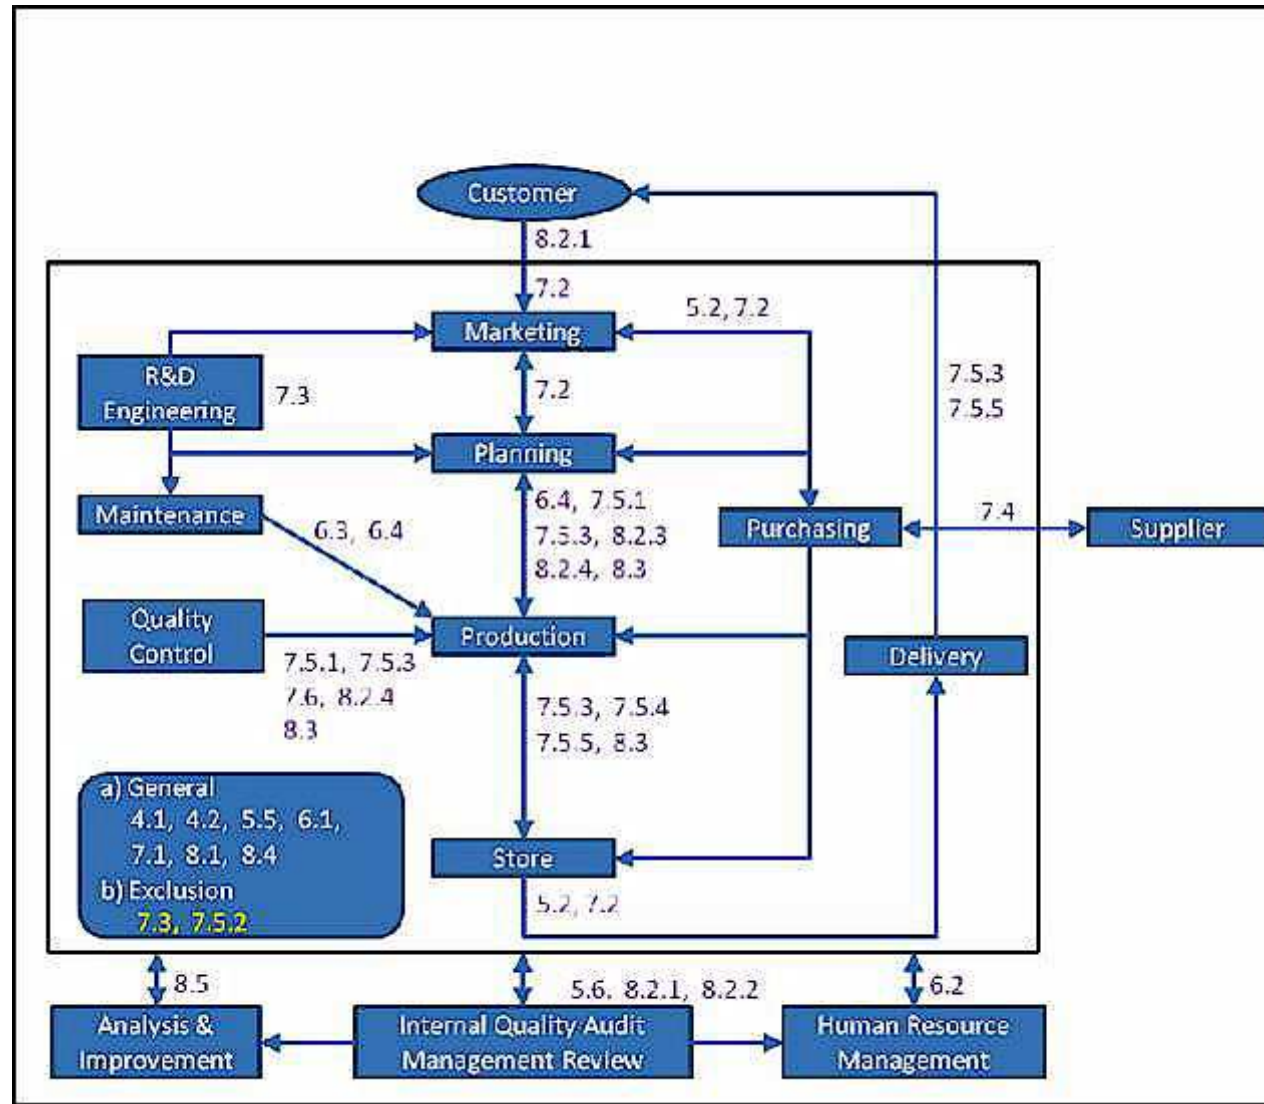 Customer
8.2.1
7.2
5.2, 7.2
Marketing
R&D
Engineering
7.3
7.2
7.5.3
7.5.5
Planning
Maintenance
6.3, 6.4
6.4, 7.5.1
7.5.3, 8.2.3
8.2.4, 8.3
Purchasing
7.4
Supplier
Quality
Control
Production
7.5.1, 7.5.3
7.6, 8.2.4
8.3
Delivery
7.5.3, 7.5.4
7.5.5, 8.3
a) General
4.1, 4.2, 5.5, 6.1,
7.1, 8.1, 8.4
b) Exclusion
7.3, 7.5.2
Store
5.2, 7.2
8.5
5.6, 8.2.1, 8.2.2
6.2
Analysis &
Improvement
Internal Quality Audit
Management Review
Human Resource
Management